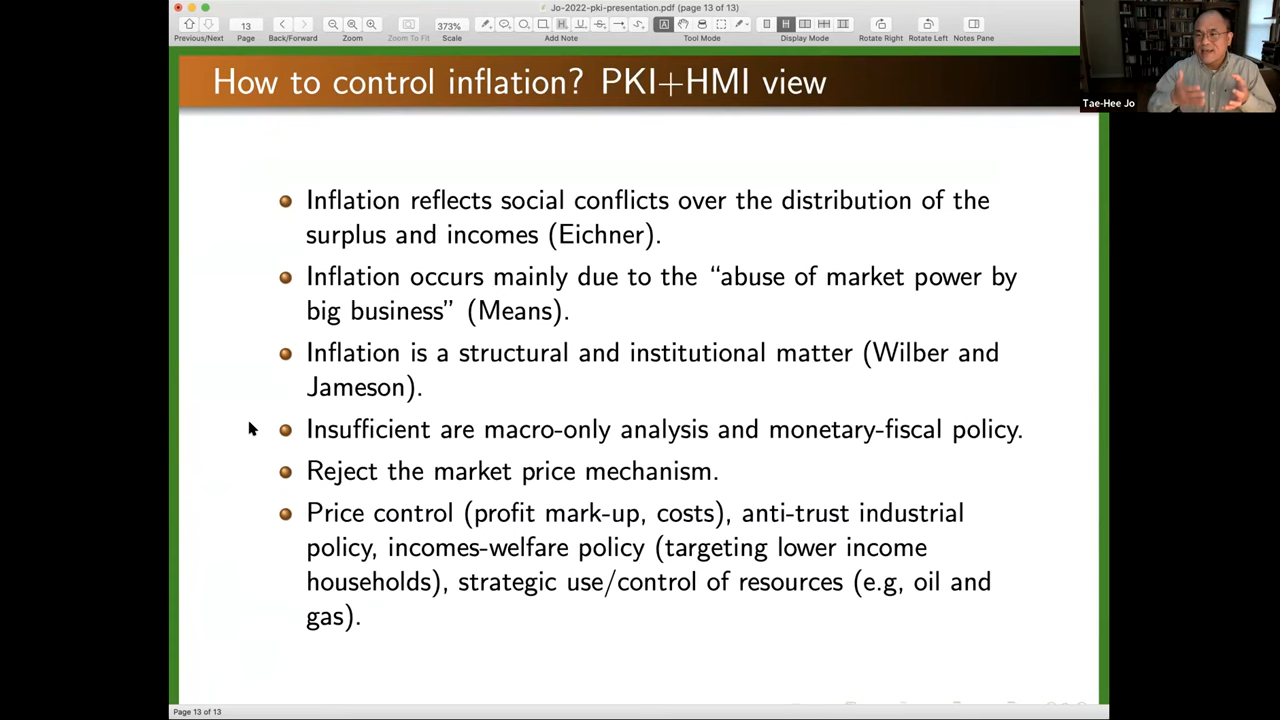 Jo-2022-pki-presentation.pdf (page 13 of 13)
13
373%
Previous/Next
Page
Back/Forward
Zoom
Zoom To Fit
Scale
Add Note
Tool Mode
Display Mode
Rotate Right
Rotate Left
Notes Pane
How to control inflation? PKI+HMI view
Tae-Hee Jo
Inflation reflects social conflicts over the distribution of the
surplus and incomes (Eichner).
Inflation occurs mainly due to the “abuse of market power by
big business” (Means).
Inflation is a structural and institutional matter (Wilber and
Jameson).
Insufficient are macro-only analysis and monetary-fiscal policy.
Reject the market price mechanism.
Price control (profit mark-up, costs), anti-trust industrial
policy, incomes-welfare policy (targeting lower income
households), strategic use/control of resources (e.g, oil and
gas).
Page 13 of 13